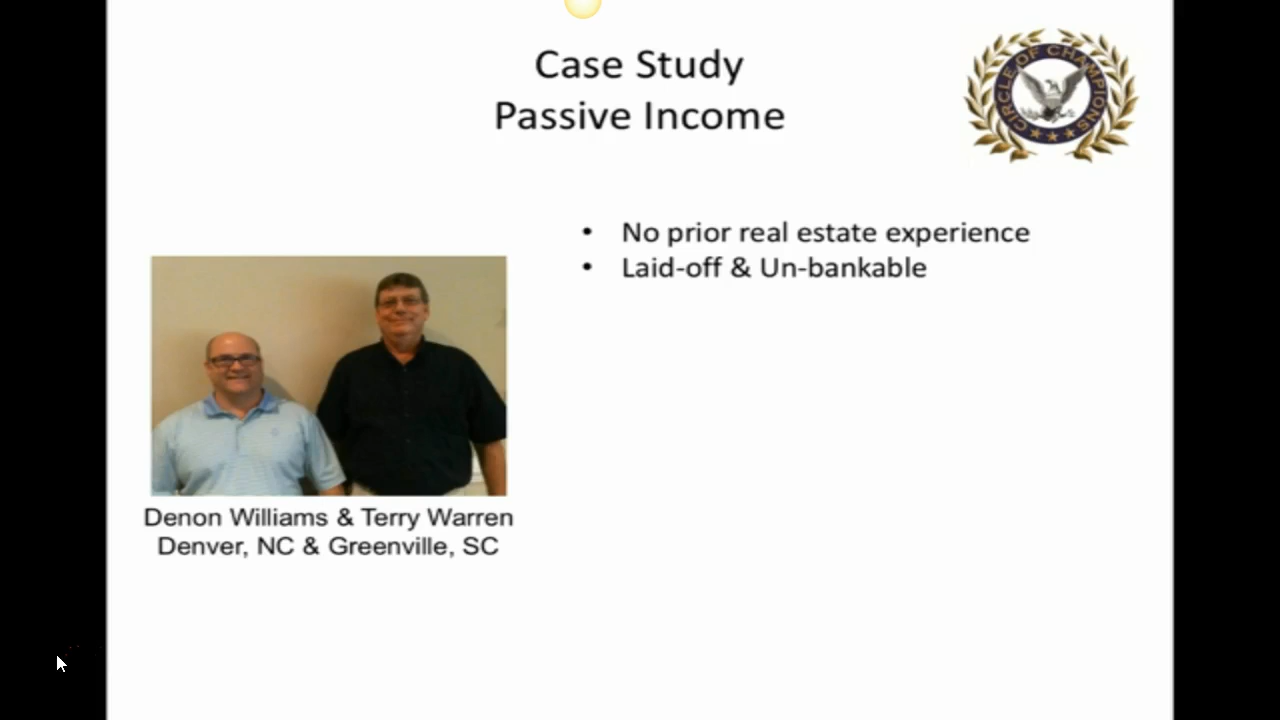 Case Study
Passive Income
CIRCLE OF CHAMPIONS
• No prior real estate experience
• Laid-off & Un-bankable
Denon Williams & Terry Warren
Denver, NC & Greenville, SC